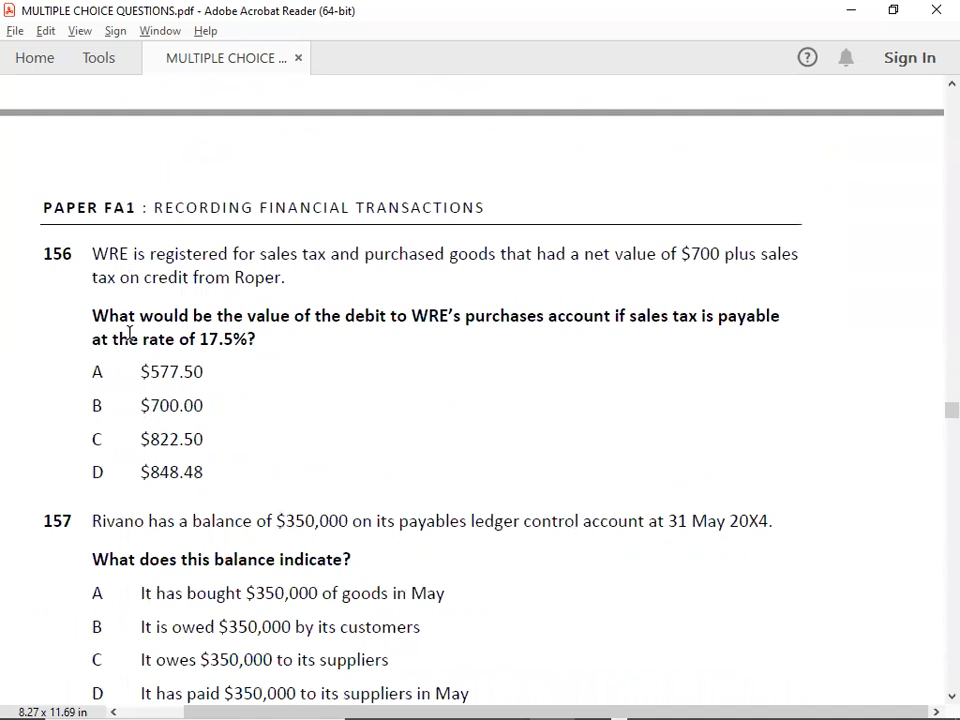 MULTIPLE CHOICE QUESTIONS.pdf - Adobe Acrobat Reader (64-bit)
File Edit View Sign Window Help
Home Tools MULTIPLE CHOICE ... × Sign In
PAPER FA1 : RECORDING FINANCIAL TRANSACTIONS
156 WRE is registered for sales tax and purchased goods that had a net value of $700 plus sales
tax on credit from Roper.
What would be the value of the debit to WRE's purchases account if sales tax is payable
at the rate of 17.5%?
A $577.50
B $700.00
C $822.50
D $848.48
157 Rivano has a balance of $350,000 on its payables ledger control account at 31 May 20X4.
What does this balance indicate?
A It has bought $350,000 of goods in May
B It is owed $350,000 by its customers
C It owes $350,000 to its suppliers
D It has paid $350,000 to its suppliers in May
8.27 x 11.69 in